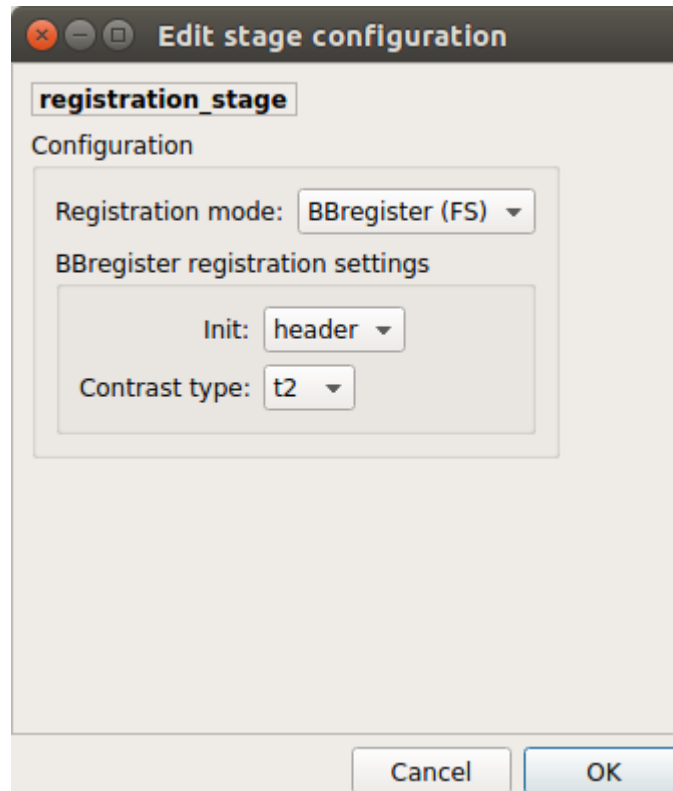 Edit stage configuration
registration_stage
Configuration
Registration mode: BBregister (FS)
BBregister registration settings
Init: header
Contrast type: t2
Cancel OK